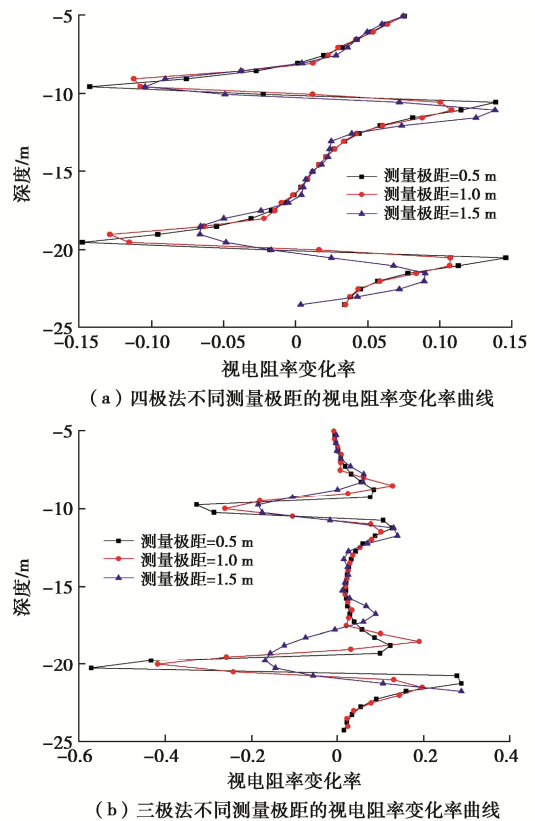 -5
-10
-15
-20
-25
深度/m
测量极距=0.5 m
测量极距=1.0 m
测量极距=1.5 m
-0.15 -0.10 -0.05 0 0.05 0.10 0.15
视电阻率变化率
（a）四极法不同测量极距的视电阻率变化率曲线
-5
-10
-15
-20
-25
深度/m
测量极距=0.5 m
测量极距=1.0 m
测量极距=1.5 m
-0.6 -0.4 -0.2 0 0.2 0.4
视电阻率变化率
（b）三极法不同测量极距的视电阻率变化率曲线